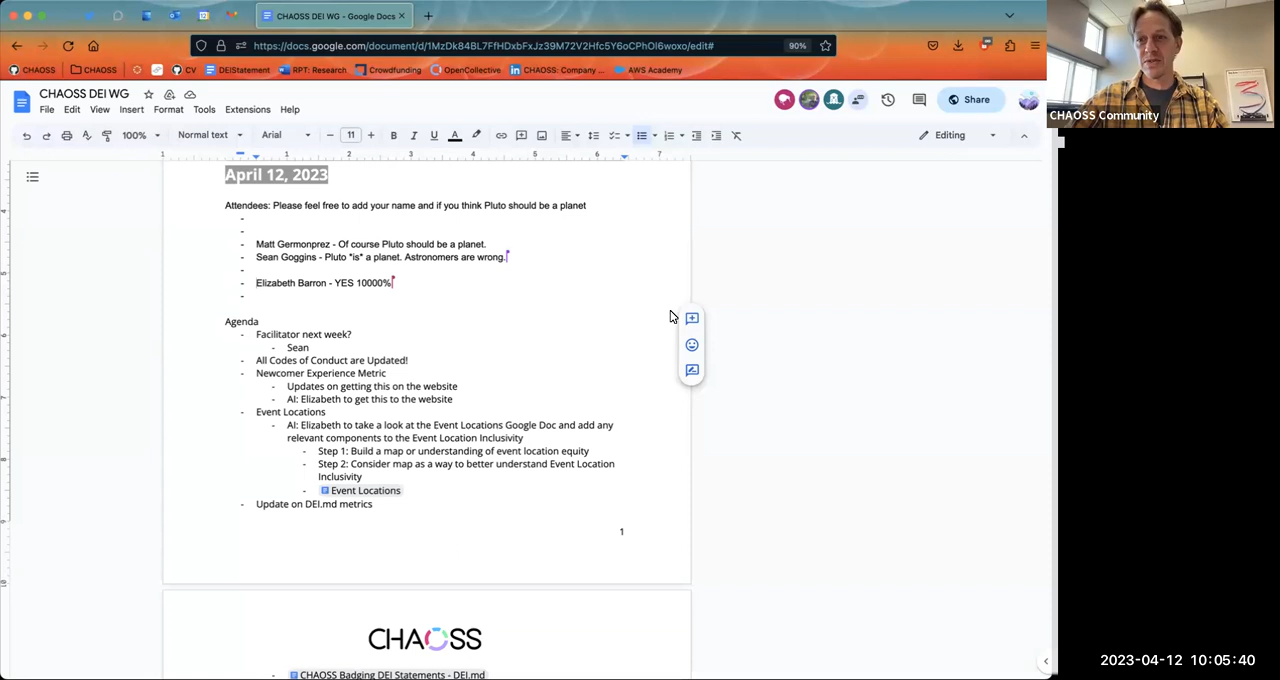 CHAOSS DEI WG - Google Docs
https://docs.google.com/document/d/1MzDk84BL7FfHDxbFxJz39M72V2Hfc5Y6oCPhOl6woxo/edit#
90%
CHAOSS
CHAOSS
CV
DEIStatement
RPT: Research
Crowdfunding
OpenCollective
CHAOSS: Company ...
AWS Academy
CHAOSS Community
CHAOSS DEI WG
Share
File Edit View Insert Format Tools Extensions Help
100% Normal text Arial 11 Editing
1 1 2 3 4 5 6 7
April 12, 2023
Attendees: Please feel free to add your name and if you think Pluto should be a planet
-
-
- Matt Germonprez - Of course Pluto should be a planet.
- Sean Goggins - Pluto *is* a planet. Astronomers are wrong.
-
- Elizabeth Barron - YES 10000%
-
Agenda
- Facilitator next week?
- Sean
- All Codes of Conduct are Updated!
- Newcomer Experience Metric
- Updates on getting this on the website
- AI: Elizabeth to get this to the website
- Event Locations
- AI: Elizabeth to take a look at the Event Locations Google Doc and add any
relevant components to the Event Location Inclusivity
- Step 1: Build a map or understanding of event location equity
- Step 2: Consider map as a way to better understand Event Location
Inclusivity
- Event Locations
- Update on DEI.md metrics
1
CHAOSS
- CHAOSS Badging DEI Statements - DEI.md
2023-04-12 10:05:40